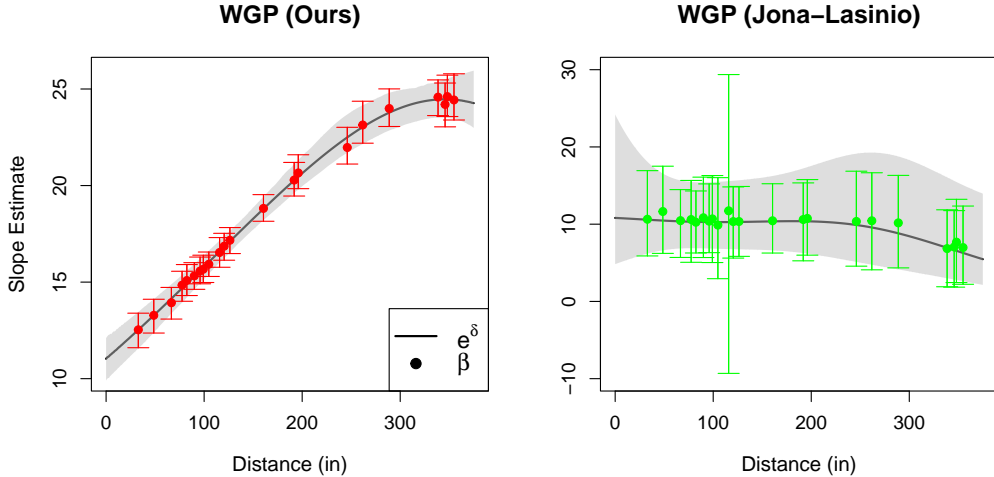 WGP (Ours)
Slope Estimate
25
20
15
10
0
100
200
300
Distance (in)
e^δ
β
WGP (Jona−Lasinio)
30
20
10
0
−10
0
100
200
300
Distance (in)